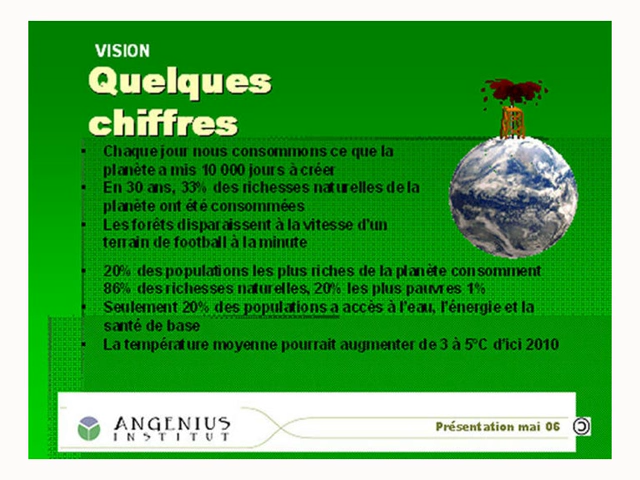 VISION
Quelques
chiffres
• Chaque jour nous consommons ce que la
planète a mis 10 000 jours à créer
• En 30 ans, 33% des richesses naturelles de la
planète ont été consommées
• Les forêts disparaissent à la vitesse d'un
terrain de football à la minute
• 20% des populations les plus riches de la planète consomment
86% des richesses naturelles, 20% les plus pauvres 1%
• Seulement 20% des populations a accès à l'eau, l'énergie et la
santé de base
• La température moyenne pourrait augmenter de 3 à 5°C d'ici 2010
ANGENIUS
INSTITUT
Présentation mai 06 ©